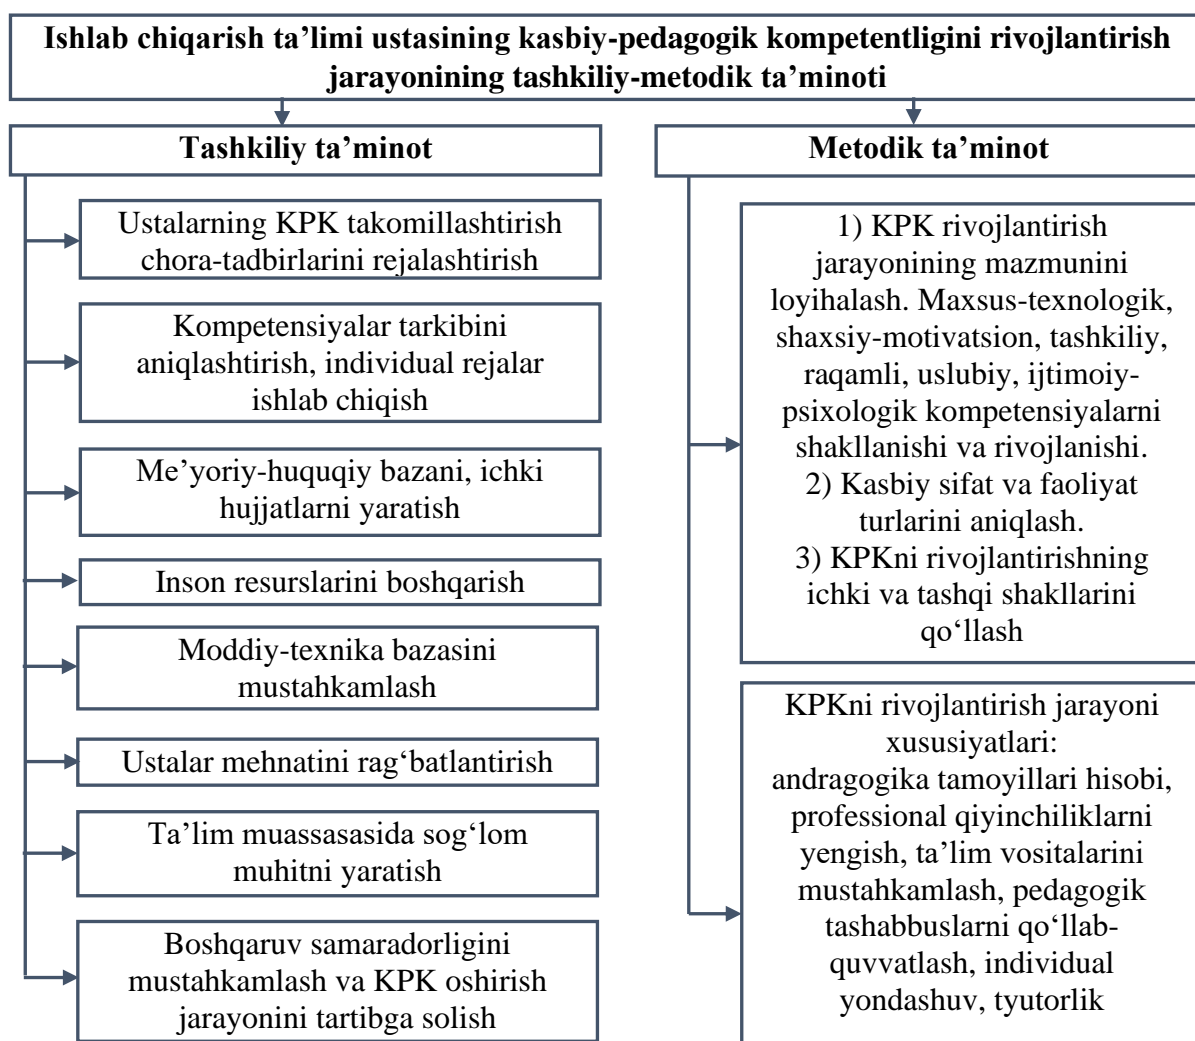 Ishlab chiqarish ta’limi ustasining kasbiy-pedagogik kompetentligini rivojlantirish
jarayonining tashkiliy-metodik ta’minoti
Tashkiliy ta’minot
Ustalarning KPK takomillashtirish
chora-tadbirlarini rejalashtirish
Kompetensiyalar tarkibini
aniqlashtirish, individual rejalar
ishlab chiqish
Me’yoriy-huquqiy bazani, ichki
hujjatlarni yaratish
Inson resurslarini boshqarish
Moddiy-texnika bazasini
mustahkamlash
Ustalar mehnatini rag‘batlantirish
Ta’lim muassasasida sog‘lom
muhitni yaratish
Boshqaruv samaradorligini
mustahkamlash va KPK oshirish
jarayonini tartibga solish
Metodik ta’minot
1) KPK rivojlantirish
jarayonining mazmunini
loyihalash. Maxsus-texnologik,
shaxsiy-motivatsion, tashkiliy,
raqamli, uslubiy, ijtimoiy-
psixologik kompetensiyalarni
shakllanishi va rivojlanishi.
2) Kasbiy sifat va faoliyat
turlarini aniqlash.
3) KPKni rivojlantirishning
ichki va tashqi shakllarini
qo‘llash
KPKni rivojlantirish jarayoni
xususiyatlari:
andragogika tamoyillari hisobi,
professional qiyinchiliklarni
yengish, ta’lim vositalarini
mustahkamlash, pedagogik
tashabbuslarni qo‘llab-
quvvatlash, individual
yondashuv, tyutorlik